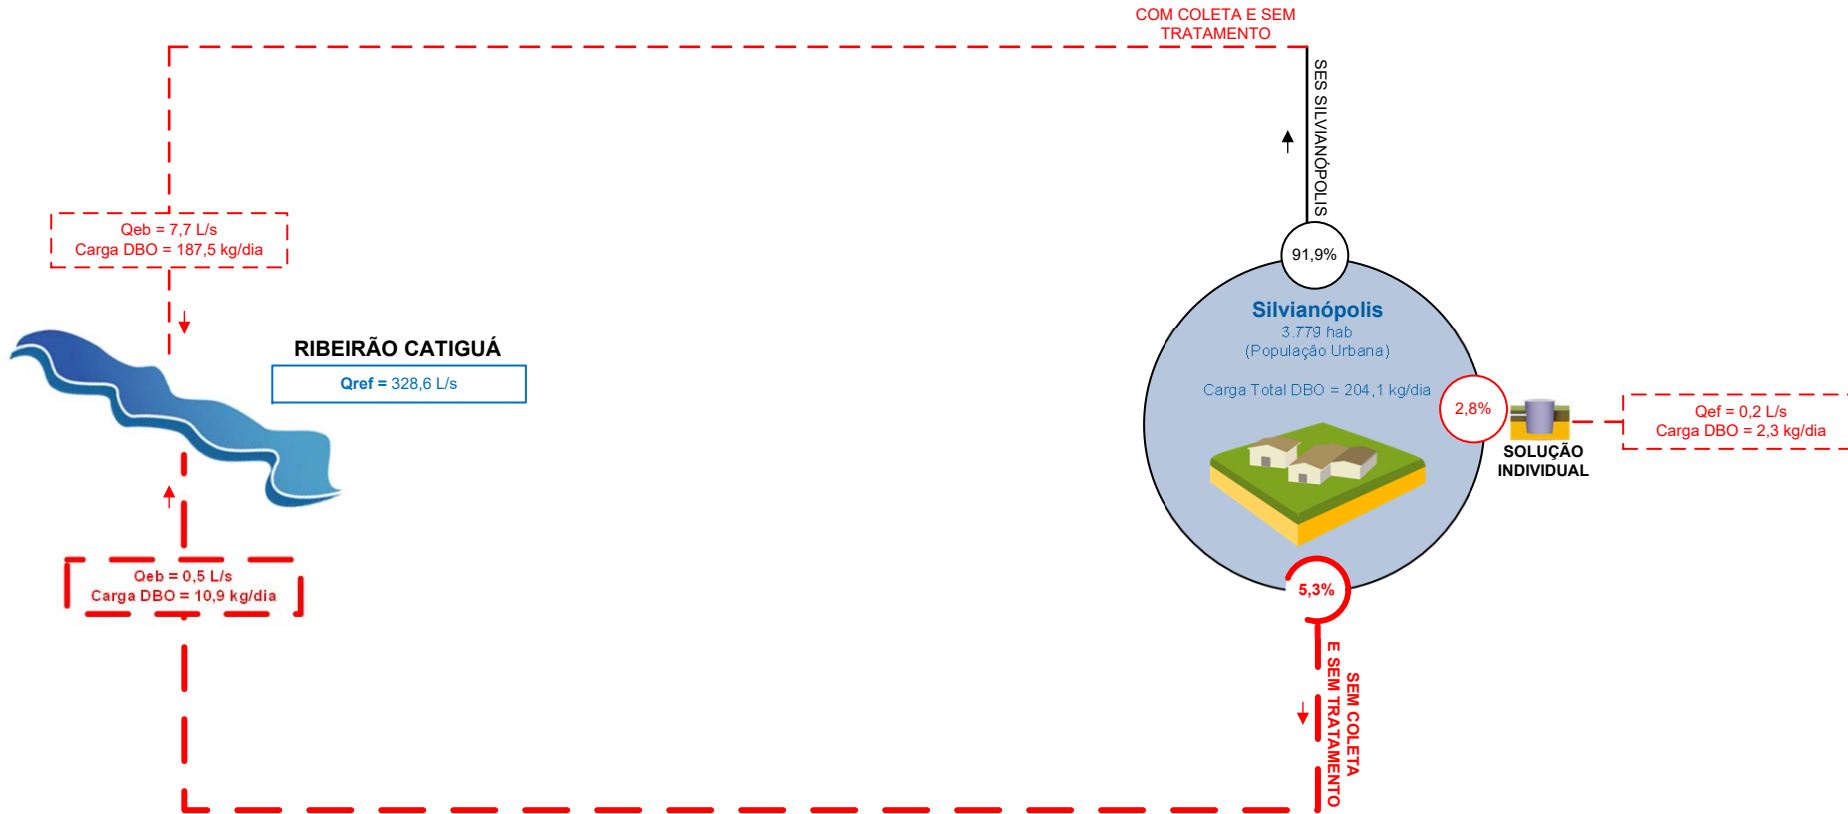 COM COLETA E SEM
TRATAMENTO
SES SILVIANÓPOLIS
Qeb = 7,7 L/s
Carga DBO = 187,5 kg/dia
91,9%
Silvianópolis
3.779 hab
(População Urbana)
Carga Total DBO = 204,1 kg/dia
RIBEIRÃO CATIGUÁ
Qref = 328,6 L/s
2,8%
SOLUÇÃO
INDIVIDUAL
Qef = 0,2 L/s
Carga DBO = 2,3 kg/dia
Qeb = 0,5 L/s
Carga DBO = 10,9 kg/dia
5,3%
SEM COLETA
E SEM TRATAMENTO